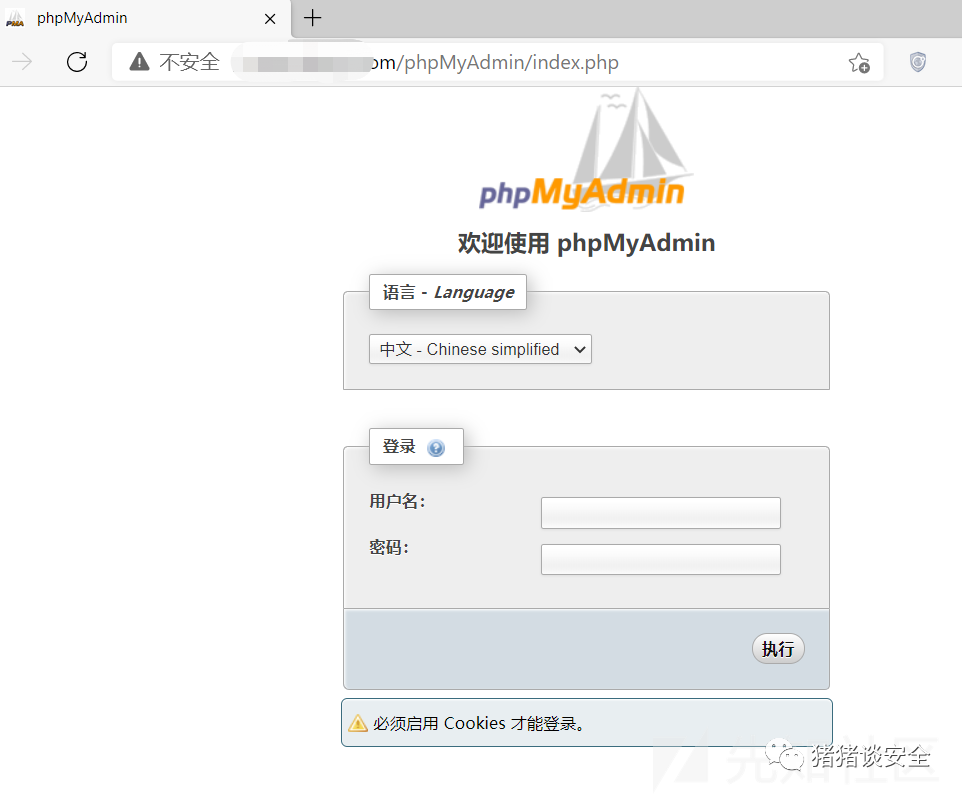 phpMyAdmin
不安全
om/phpMyAdmin/index.php
phpMyAdmin
欢迎使用 phpMyAdmin
语言 - Language
中文 - Chinese simplified
登录
用户名:
密码:
执行
必须启用 Cookies 才能登录。
猪猪谈安全
先知社区